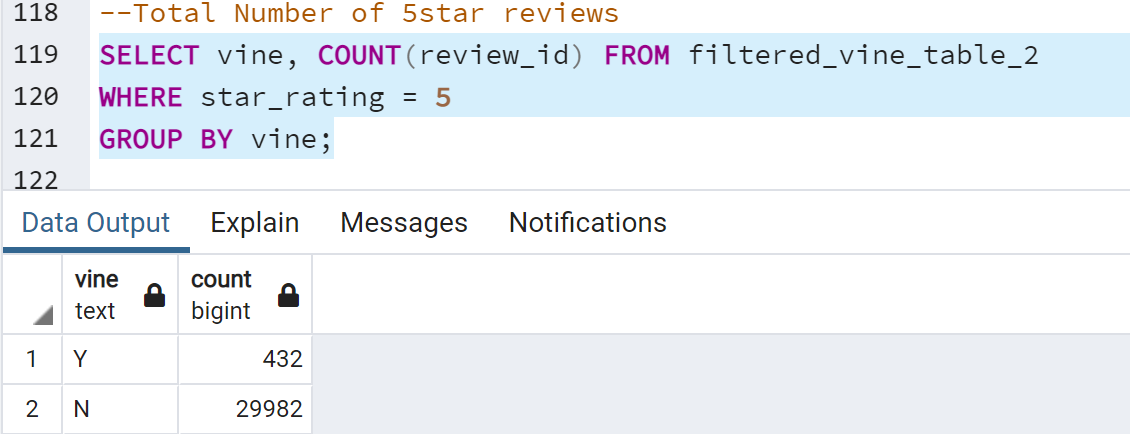 118 --Total Number of 5star reviews
119 SELECT vine, COUNT(review_id) FROM filtered_vine_table_2
120 WHERE star_rating = 5
121 GROUP BY vine;
122
Data Output Explain Messages Notifications
vine count
text bigint
1 Y 432
2 N 29982